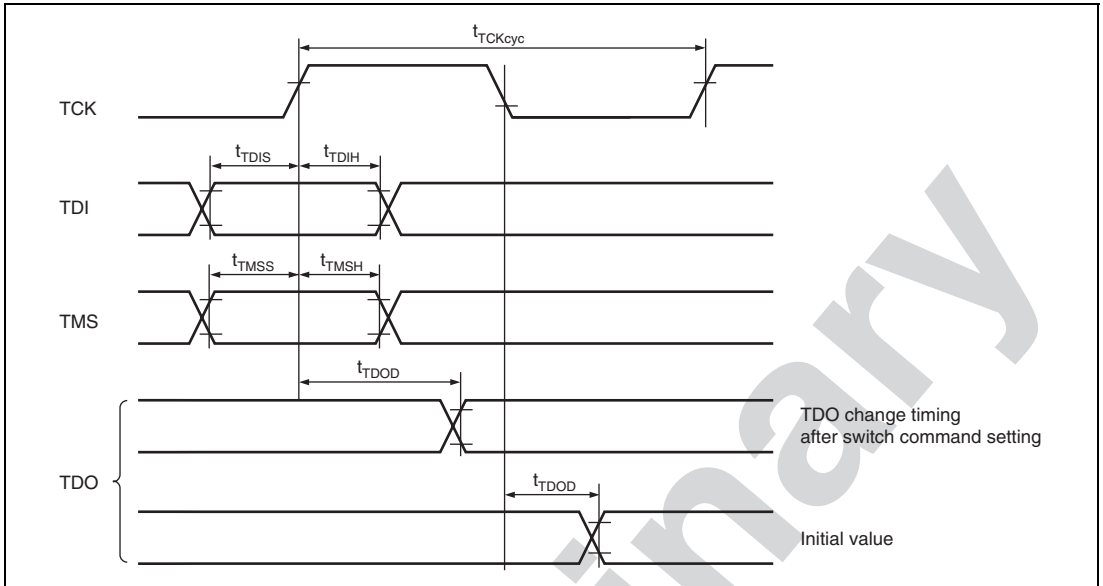 tTCKcyc
TCK
tTDIS
tTDIH
TDI
tTMSS
tTMSH
TMS
tTDOD
TDO change timing
after switch command setting
TDO
tTDOD
Initial value
inary